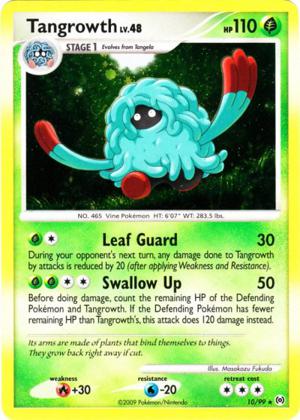 Tangrowth LV.48
HP 110
STAGE 1 Evolves from Tangela
NO. 465 Vine Pokémon HT: 6'07" WT: 283.5 lbs.
Leaf Guard 30
During your opponent's next turn, any damage done to Tangrowth
by attacks is reduced by 20 (after applying Weakness and Resistance).
Swallow Up 50
Before doing damage, count the remaining HP of the Defending
Pokémon and Tangrowth. If the Defending Pokémon has fewer
remaining HP than Tangrowth's, this attack does 120 damage instead.
Its arms are made of plants that bind themselves to things.
They grow back right away if cut.
Illus. Masakazu Fukuda
weakness resistance retreat cost
+30 -20
©2009 Pokémon/Nintendo 10/99